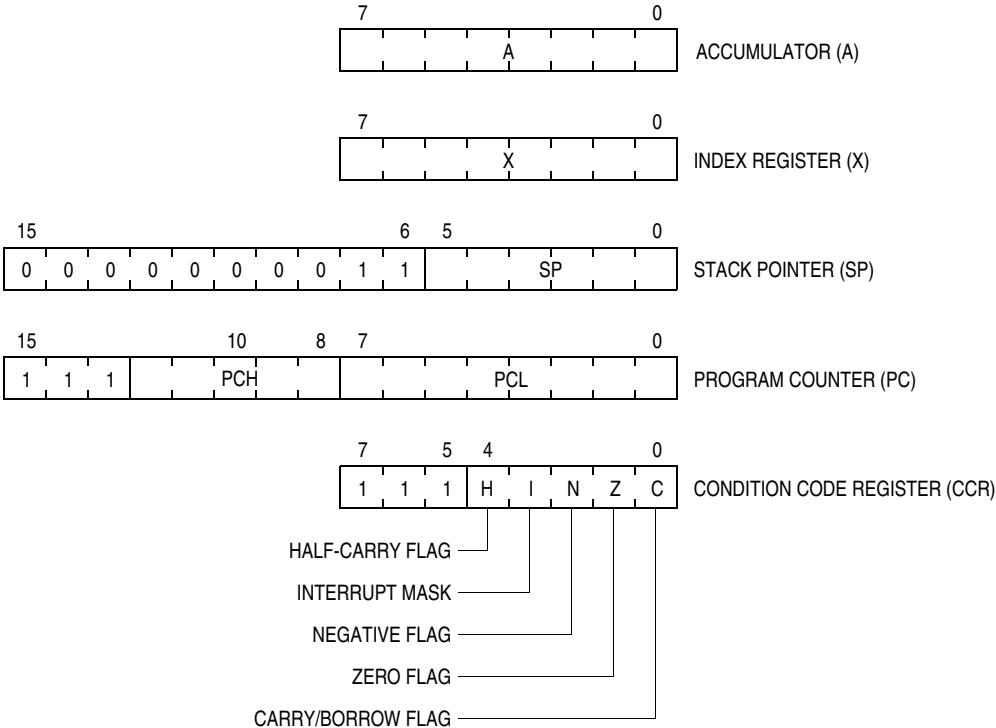 7 0
A ACCUMULATOR (A)
7 0
X INDEX REGISTER (X)
15 6 5 0
0 0 0 0 0 0 0 0 1 1 SP STACK POINTER (SP)
15 10 8 7 0
1 1 1 PCH PCL PROGRAM COUNTER (PC)
7 5 4 0
1 1 1 H I N Z C CONDITION CODE REGISTER (CCR)
HALF-CARRY FLAG
INTERRUPT MASK
NEGATIVE FLAG
ZERO FLAG
CARRY/BORROW FLAG